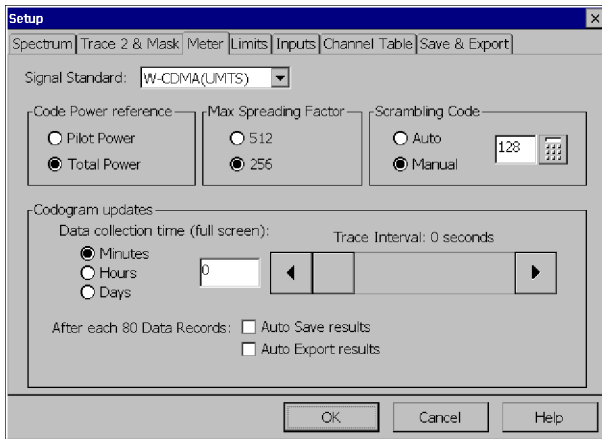 Setup
Spectrum Trace 2 & Mask Meter Limits Inputs Channel Table Save & Export
Signal Standard: W-CDMA(UMTS)
Code Power reference Max Spreading Factor Scrambling Code
Pilot Power 512 Auto
Total Power 256 Manual 128
Codogram updates
Data collection time (full screen): Trace Interval: 0 seconds
Minutes
Hours 0
Days
After each 80 Data Records: Auto Save results
Auto Export results
OK Cancel Help